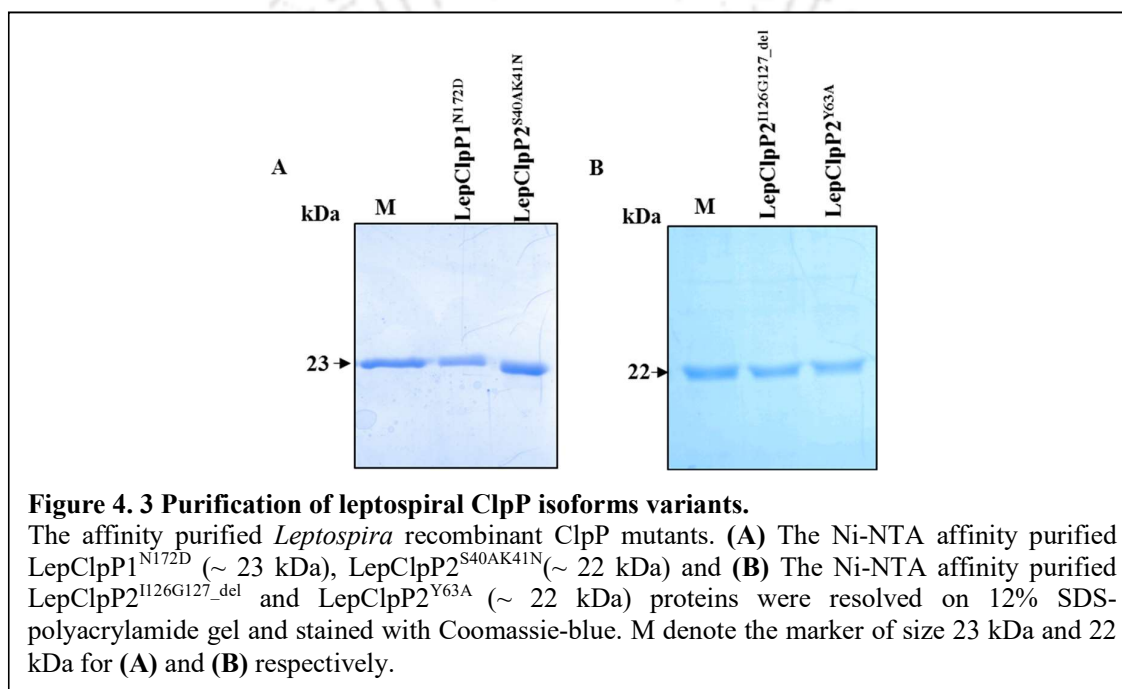 A
B
LepClpP1N172D
LepClpP2S40AK41N
LepClpP2I126G127_del
LepClpP2Y63A
kDa
M
kDa
M
23
22
Figure 4. 3 Purification of leptospiral ClpP isoforms variants.
The affinity purified Leptospira recombinant ClpP mutants. (A) The Ni-NTA affinity purified
LepClpP1N172D (~ 23 kDa), LepClpP2S40AK41N(~ 22 kDa) and (B) The Ni-NTA affinity purified
LepClpP2I126G127_del and LepClpP2Y63A (~ 22 kDa) proteins were resolved on 12% SDS-
polyacrylamide gel and stained with Coomassie-blue. M denote the marker of size 23 kDa and 22
kDa for (A) and (B) respectively.